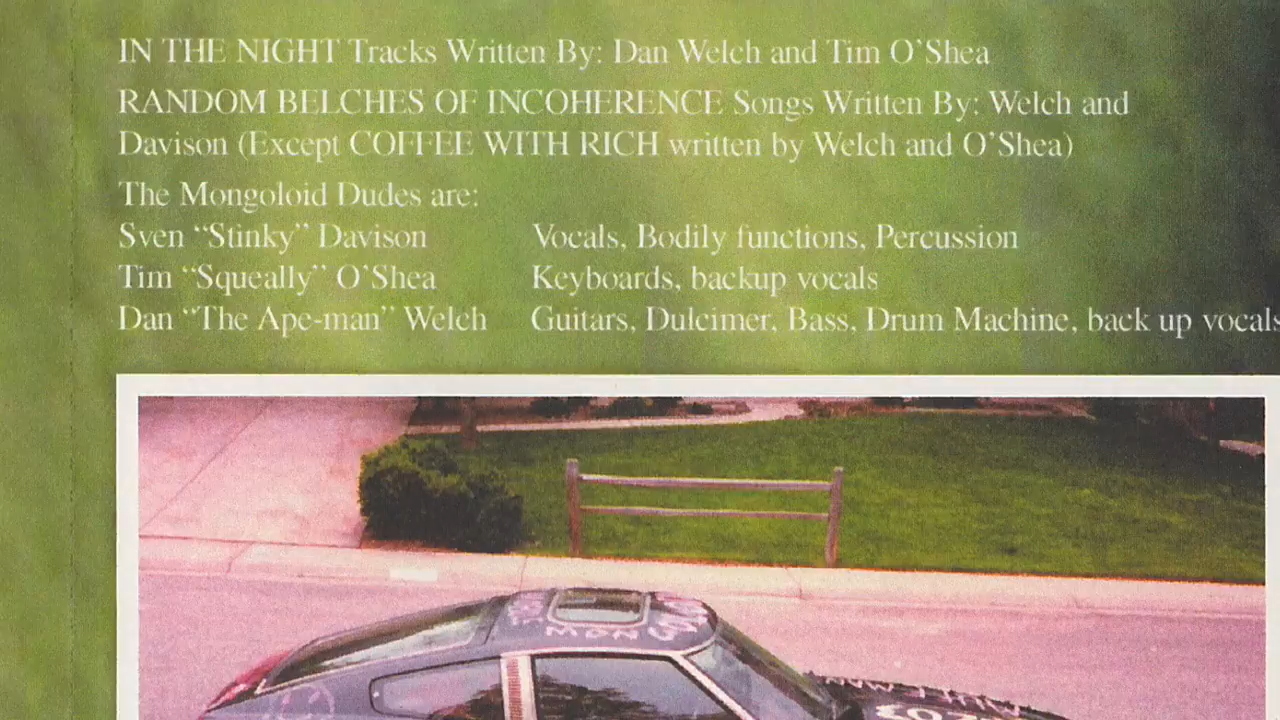 IN THE NIGHT Tracks Written By: Dan Welch and Tim O'Shea
RANDOM BELCHES OF INCOHERENCE Songs Written By: Welch and
Davison (Except COFFEE WITH RICH written by Welch and O'Shea)
The Mongoloid Dudes are:
Sven “Stinky” Davison Vocals, Bodily functions, Percussion
Tim “Squeally” O'Shea Keyboards, backup vocals
Dan “The Ape-man” Welch Guitars, Dulcimer, Bass, Drum Machine, back up vocals